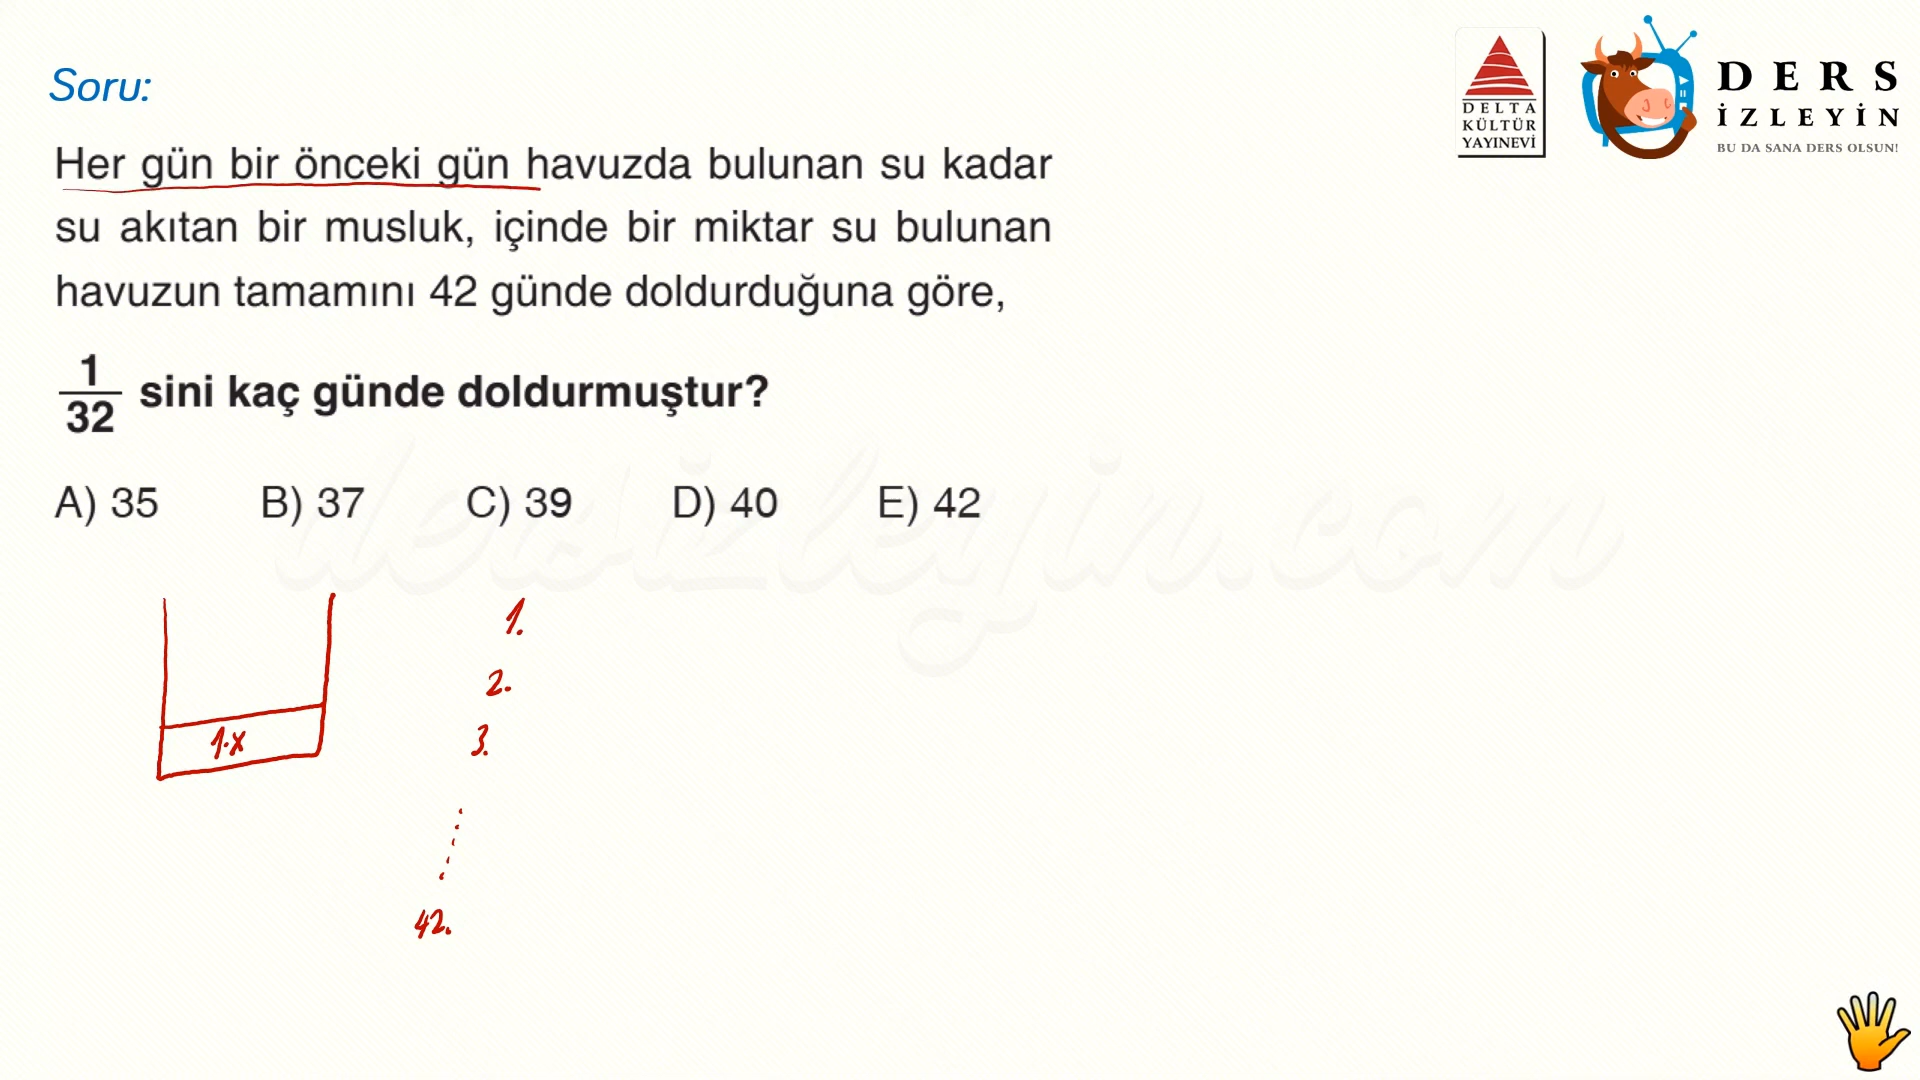 Soru:
Her gün bir önceki gün havuzda bulunan su kadar
su akıtan bir musluk, içinde bir miktar su bulunan
havuzun tamamını 42 günde doldurduğuna göre,
1
32
sini kaç günde doldurmuştur?
A) 35 B) 37 C) 39 D) 40 E) 42
1.x
1.
2.
3.
42.
DELTA
KÜLTÜR
YAYINEVİ
DERS
İZLEYİN
BU DA SANA DERS OLSUN!
dersizleyin.com